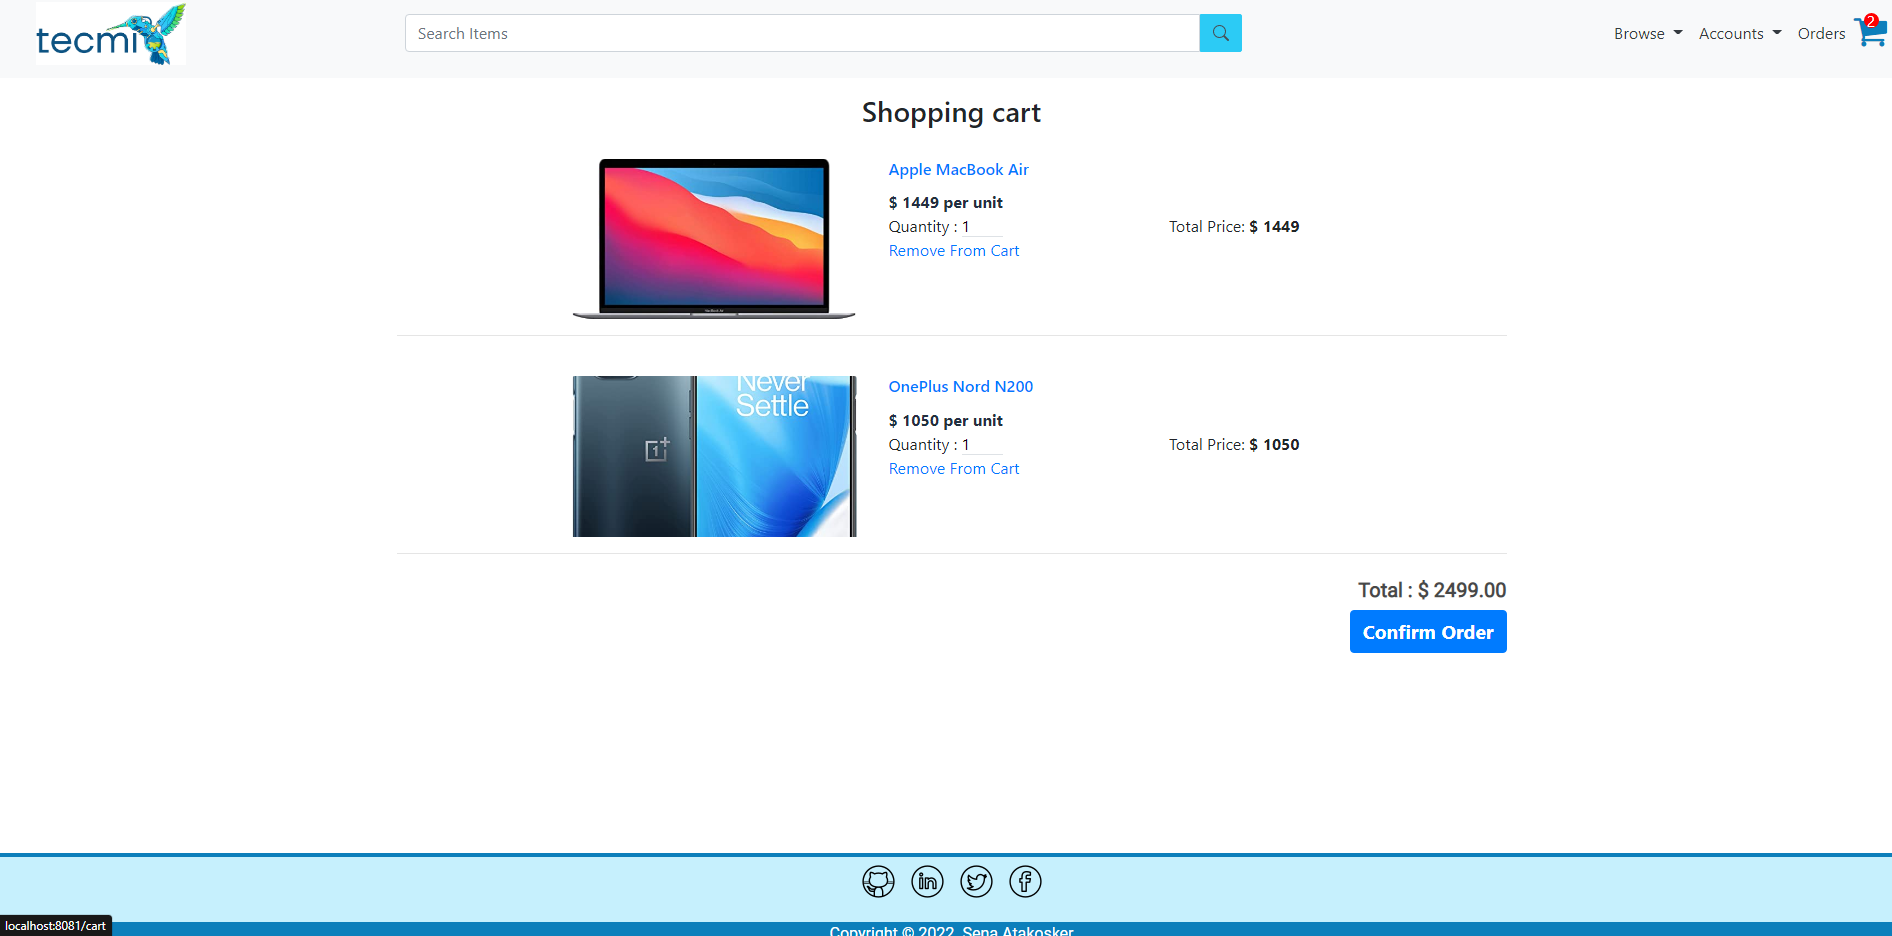 tecmi
Search Items
Browse
Accounts
Orders
2
Shopping cart
Apple MacBook Air
$ 1449 per unit
Quantity : 1
Total Price: $ 1449
Remove From Cart
Never
Settle
OnePlus Nord N200
$ 1050 per unit
Quantity : 1
Total Price: $ 1050
Remove From Cart
Total : $ 2499.00
Confirm Order
localhost:8081/cart
Copyright © 2022, Sena Atakosker